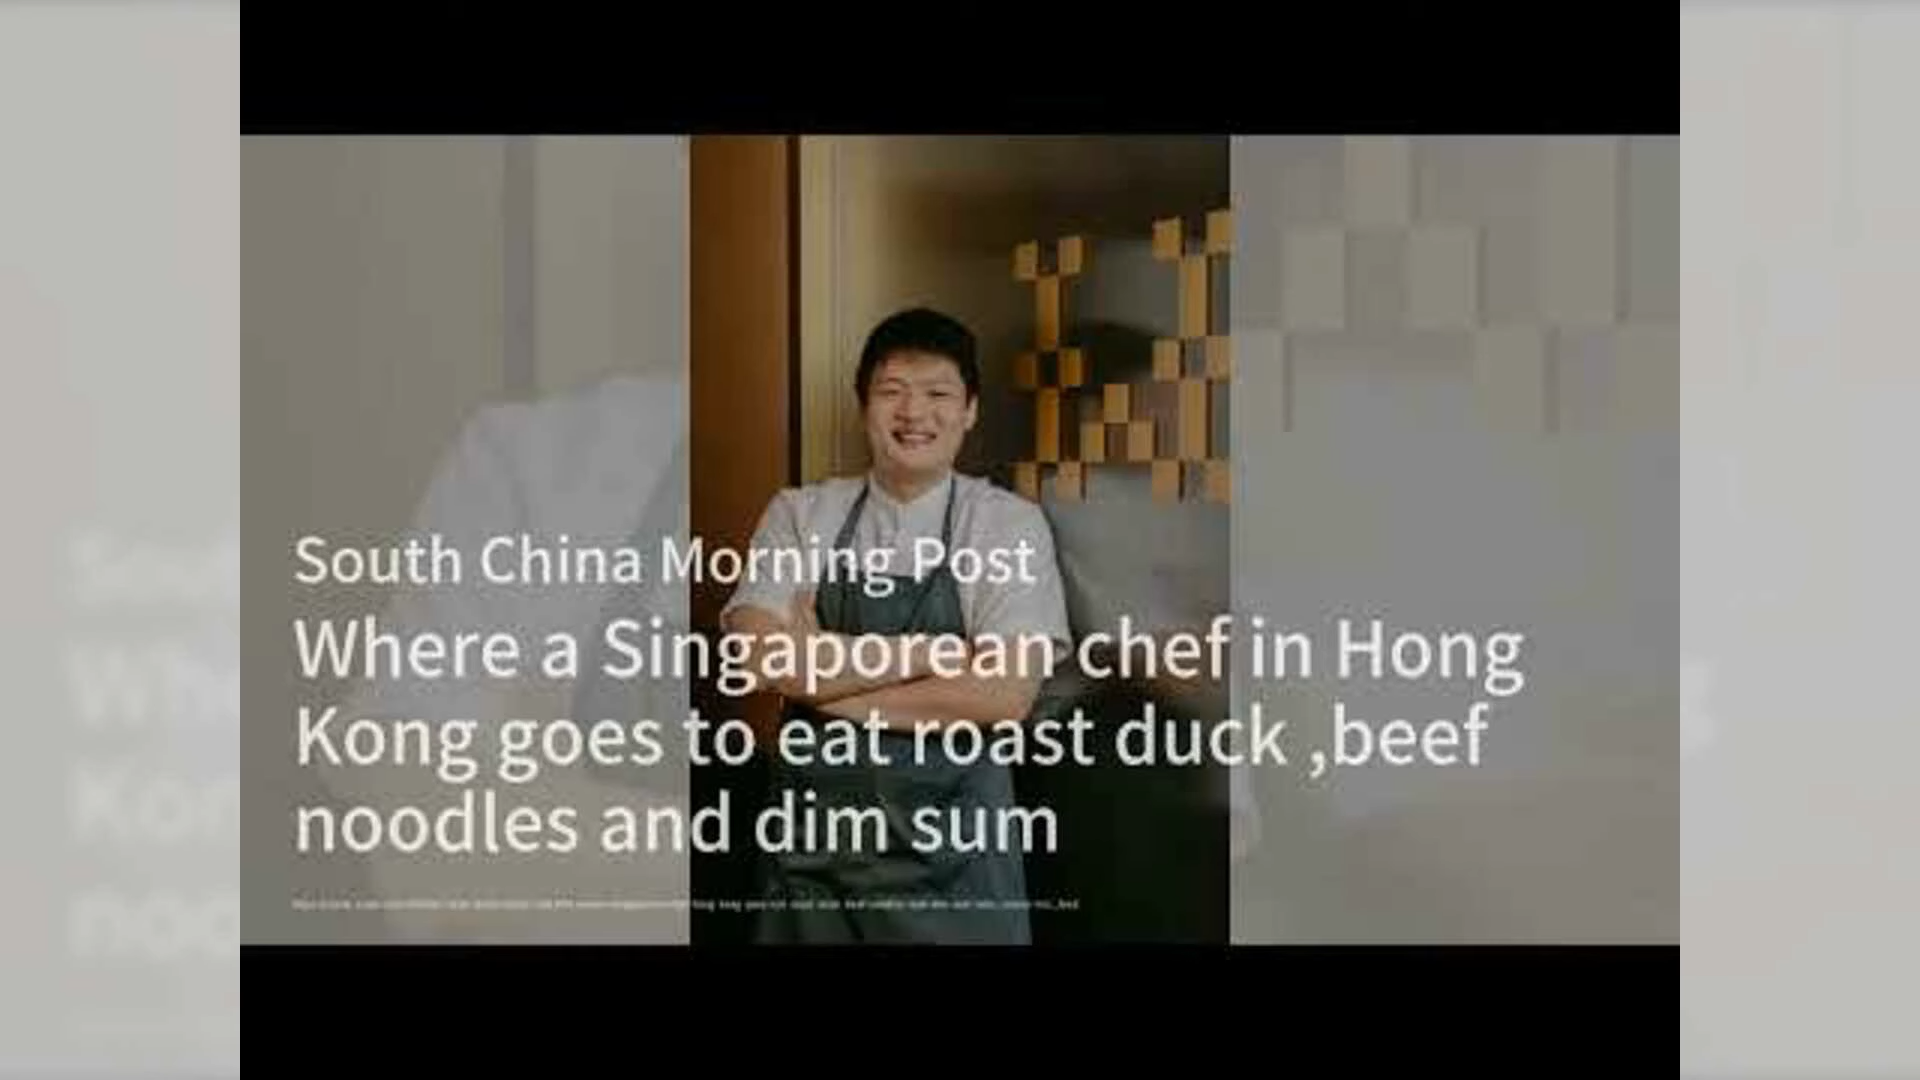 South China Morning Post
Where a Singaporean chef in Hong
Kong goes to eat roast duck ,beef
noodles and dim sum